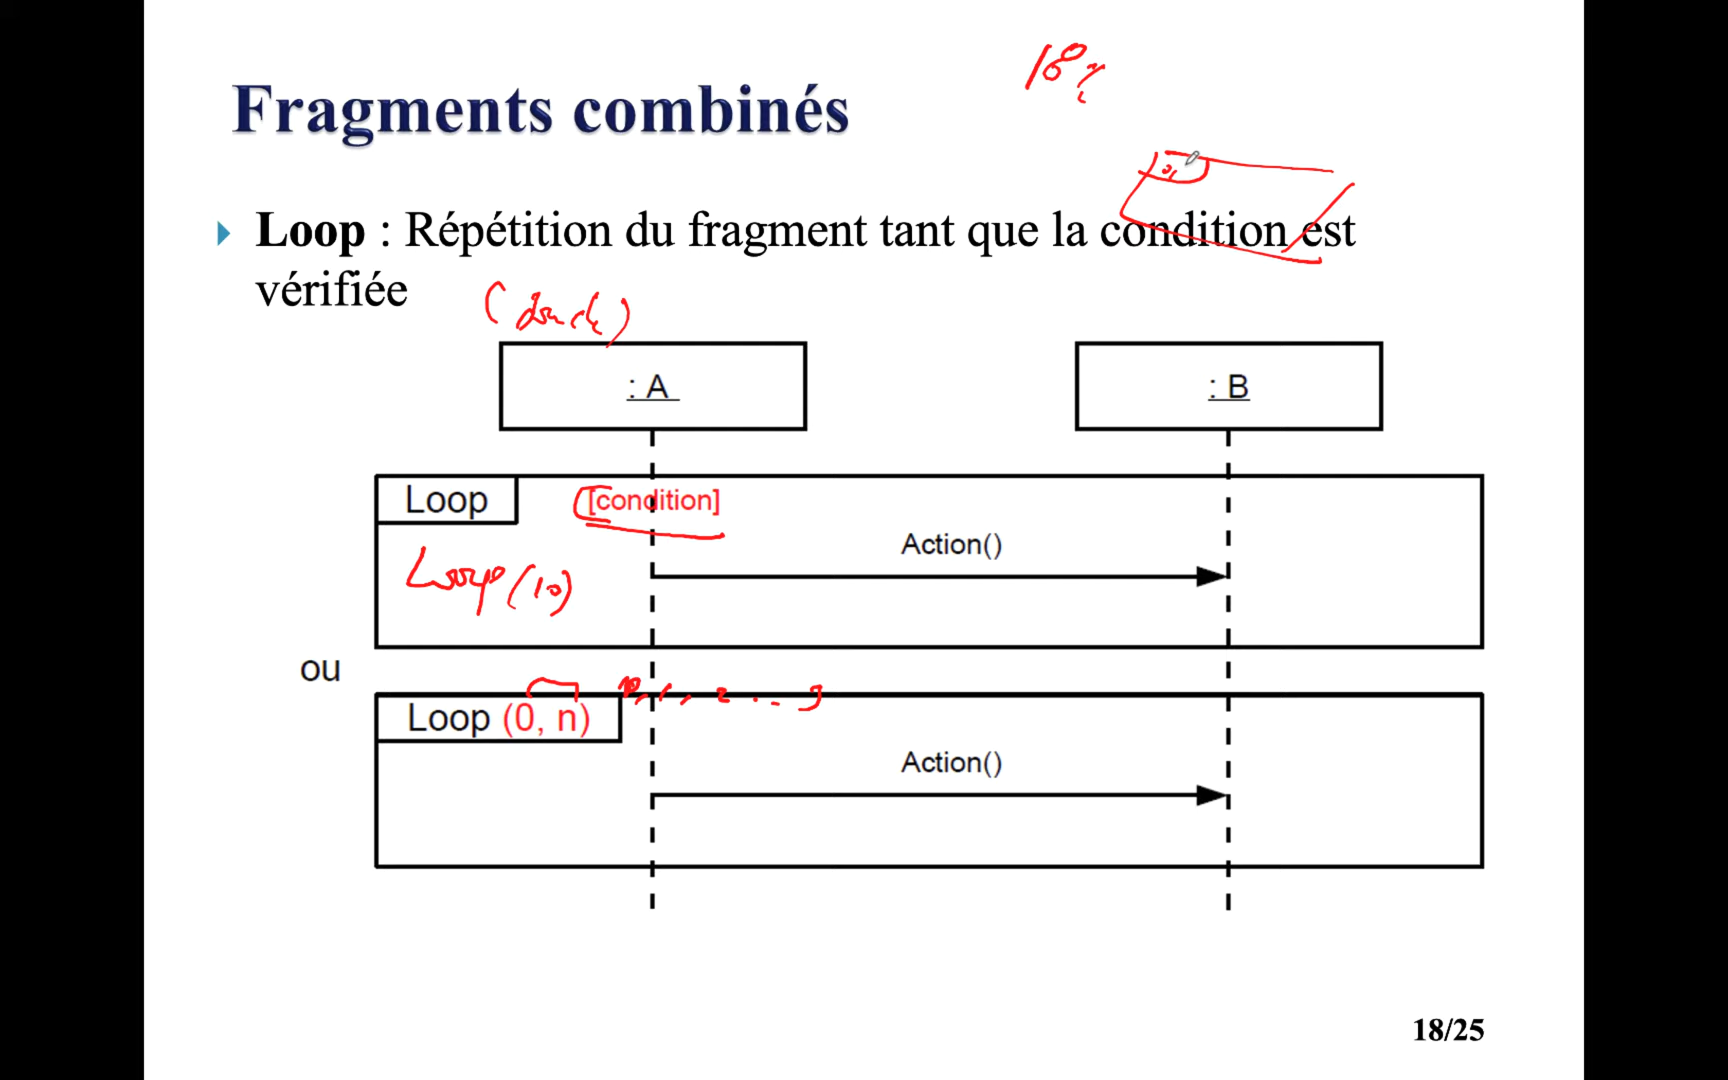 Fragments combinés
Loop : Répétition du fragment tant que la condition est
vérifiée
: A
: B
Loop
[condition]
Action()
Loop (10)
ou
Loop (0, n)
Action()
18/25